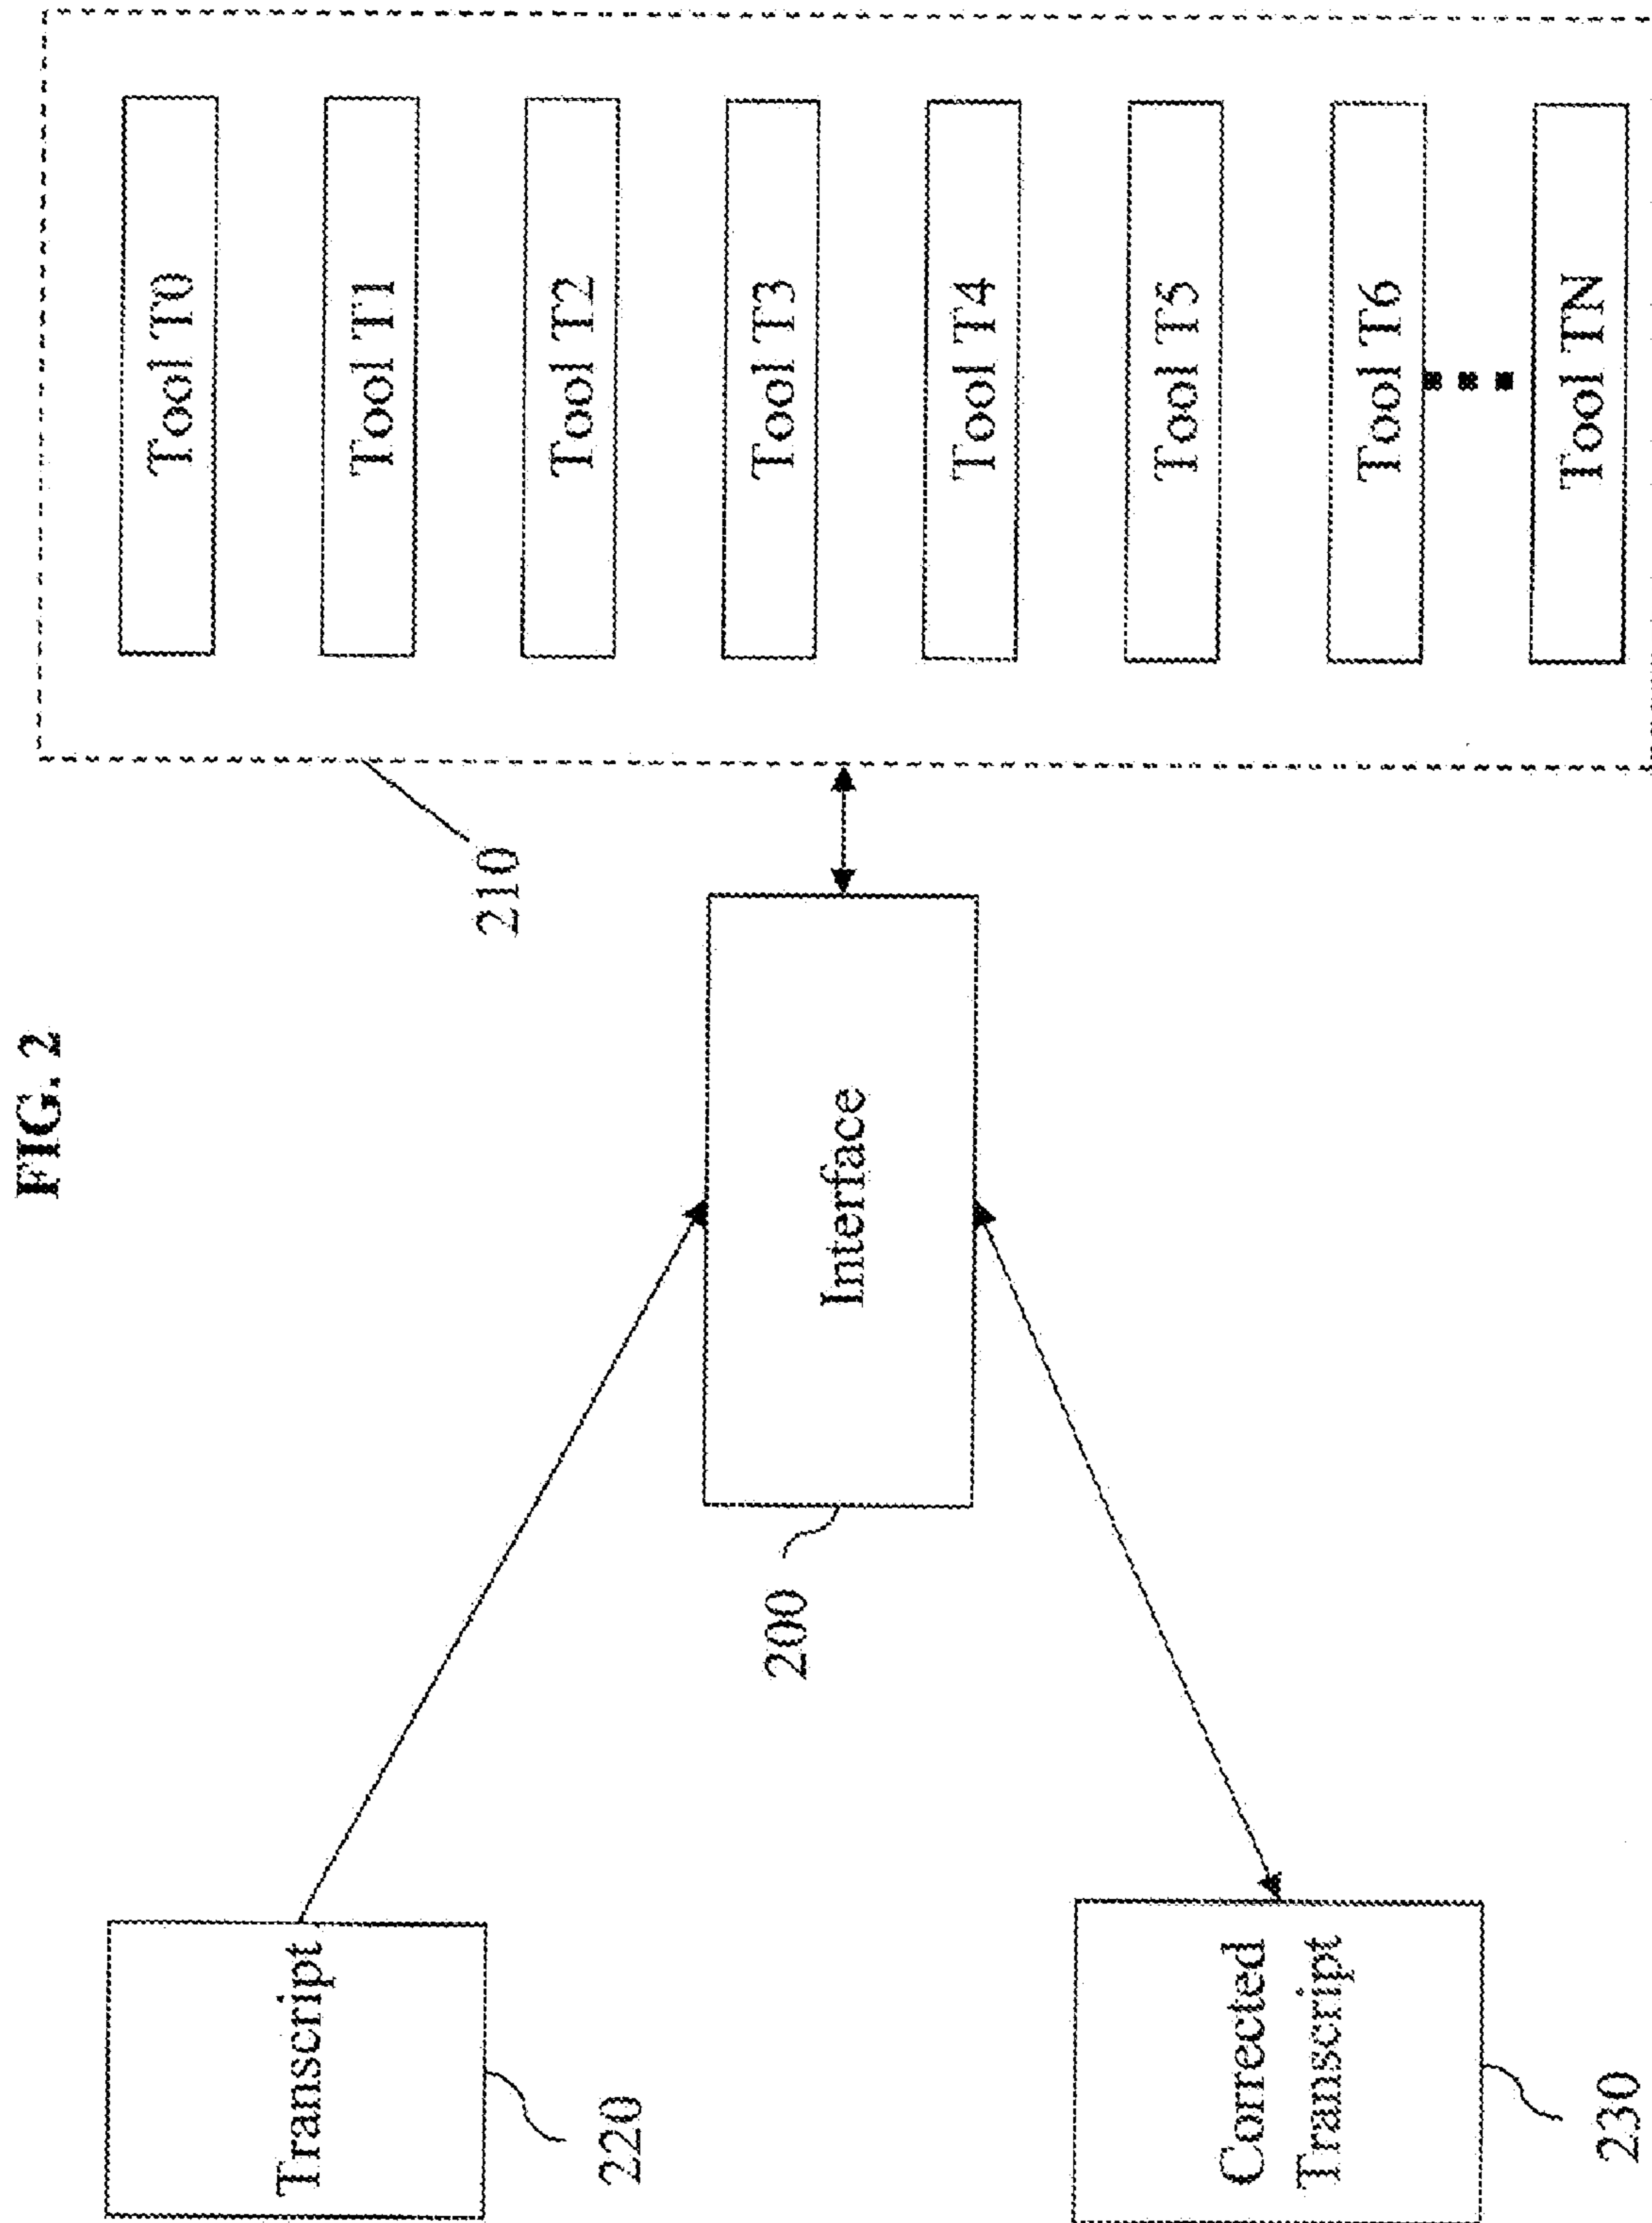 FIG. 2
Transcript
220
Corrected
Transcript
230
Interface
200
210
Tool T0
Tool T1
Tool T2
Tool T3
Tool T4
Tool T5
Tool T6
Tool TN